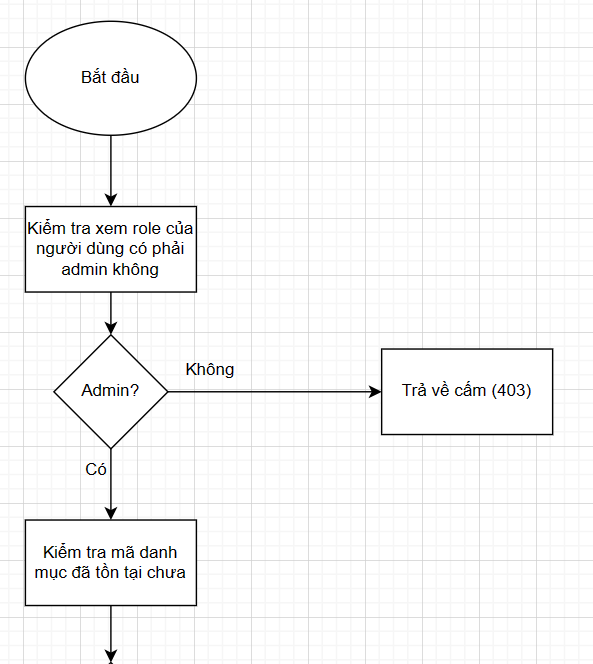 Bắt đầu
Kiểm tra xem role của
người dùng có phải
admin không
Admin?
Không
Trả về cấm (403)
Có
Kiểm tra mã danh
mục đã tồn tại chưa